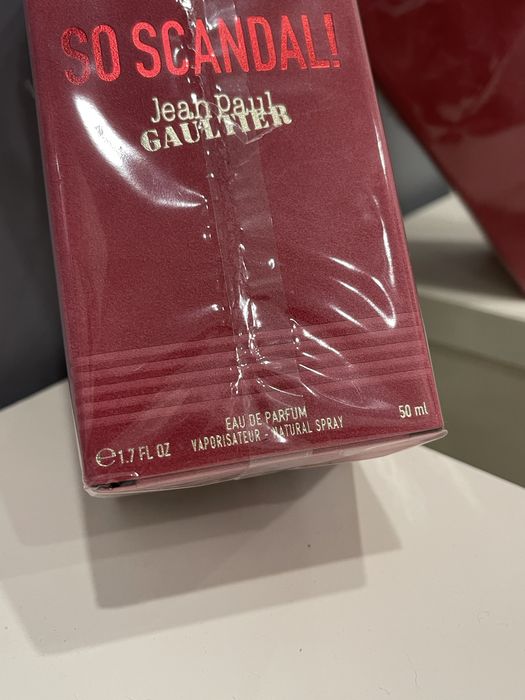 SO SCANDAL!
Jean Paul
GAULTIER
EAU DE PARFUM
VAPORISATEUR - NATURAL SPRAY
50 ml
℮1.7 FL OZ